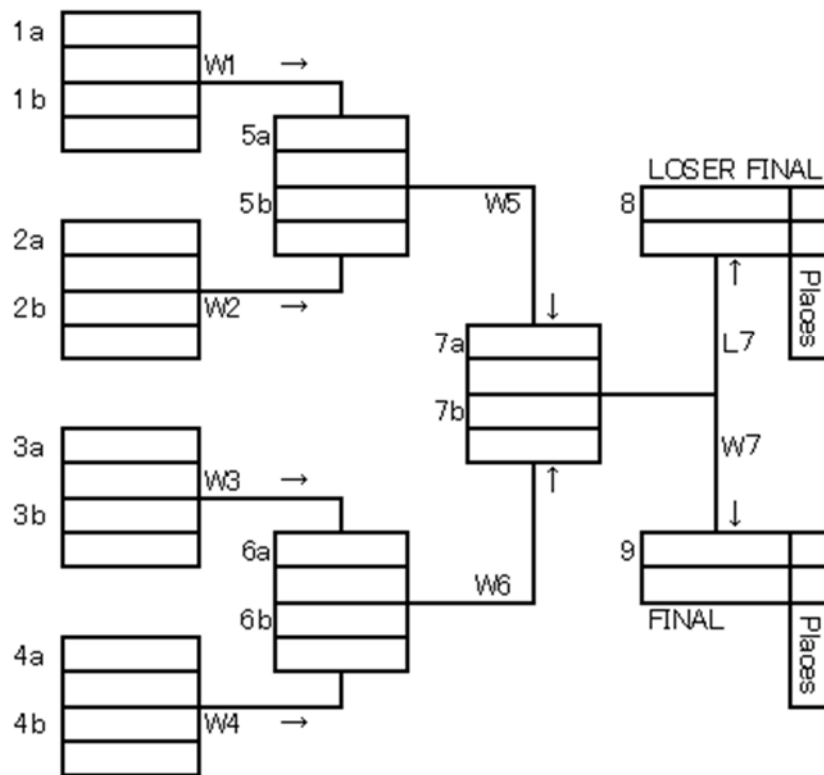 1a
W1 →
1b
5a
5b
2a
2b
W2 →
W5
LOSER FINAL
8
↑
Places
↓
7a
7b
L7
W7
3a
W3 →
3b
6a
6b
↑
W6
↓
9
FINAL
Places
4a
4b
W4 →